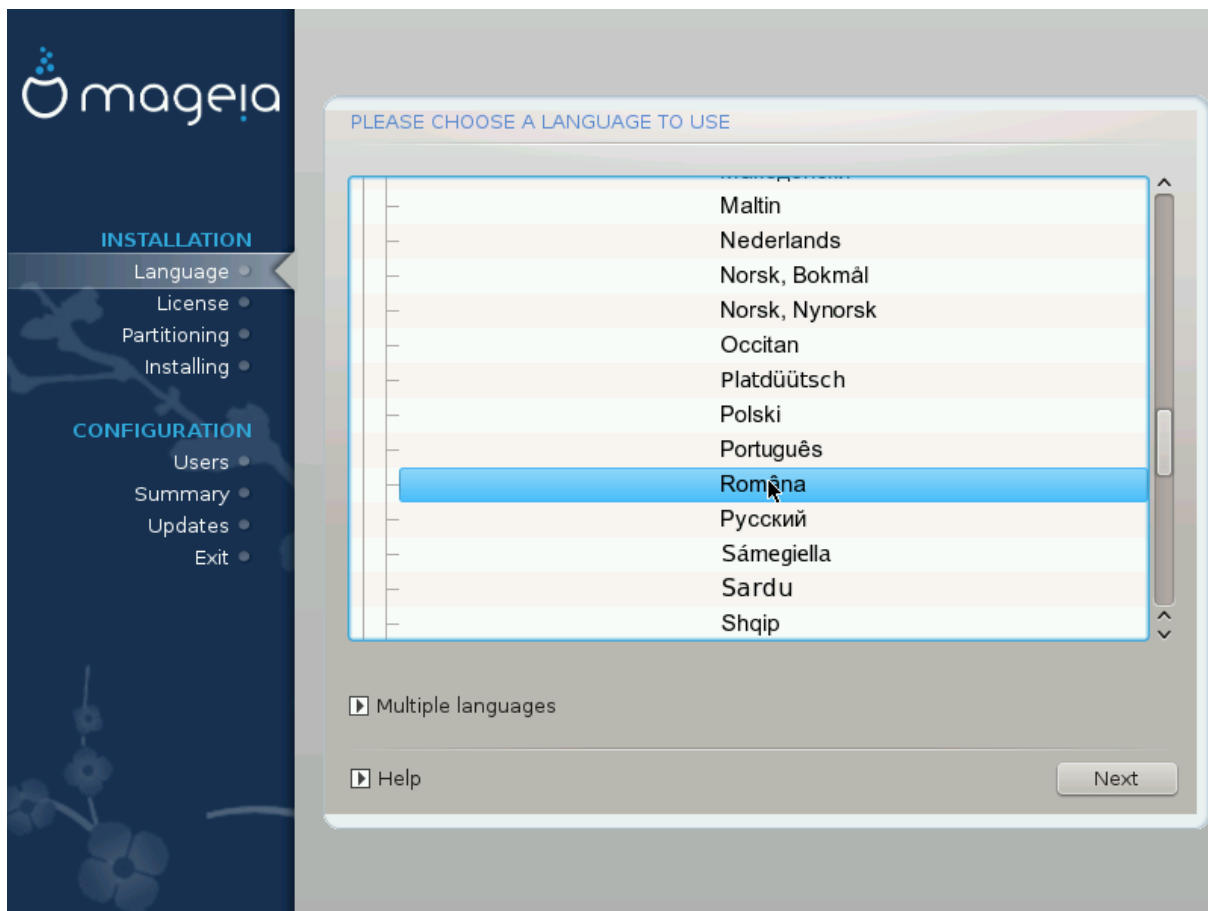 mageia
PLEASE CHOOSE A LANGUAGE TO USE
INSTALLATION
Language
License
Partitioning
Installing
CONFIGURATION
Users
Summary
Updates
Exit
Maltin
Nederlands
Norsk, Bokmål
Norsk, Nynorsk
Occitan
Platdüütsch
Polski
Português
Româna
Русский
Sámegiella
Sardu
Shqip
Multiple languages
Help
Next